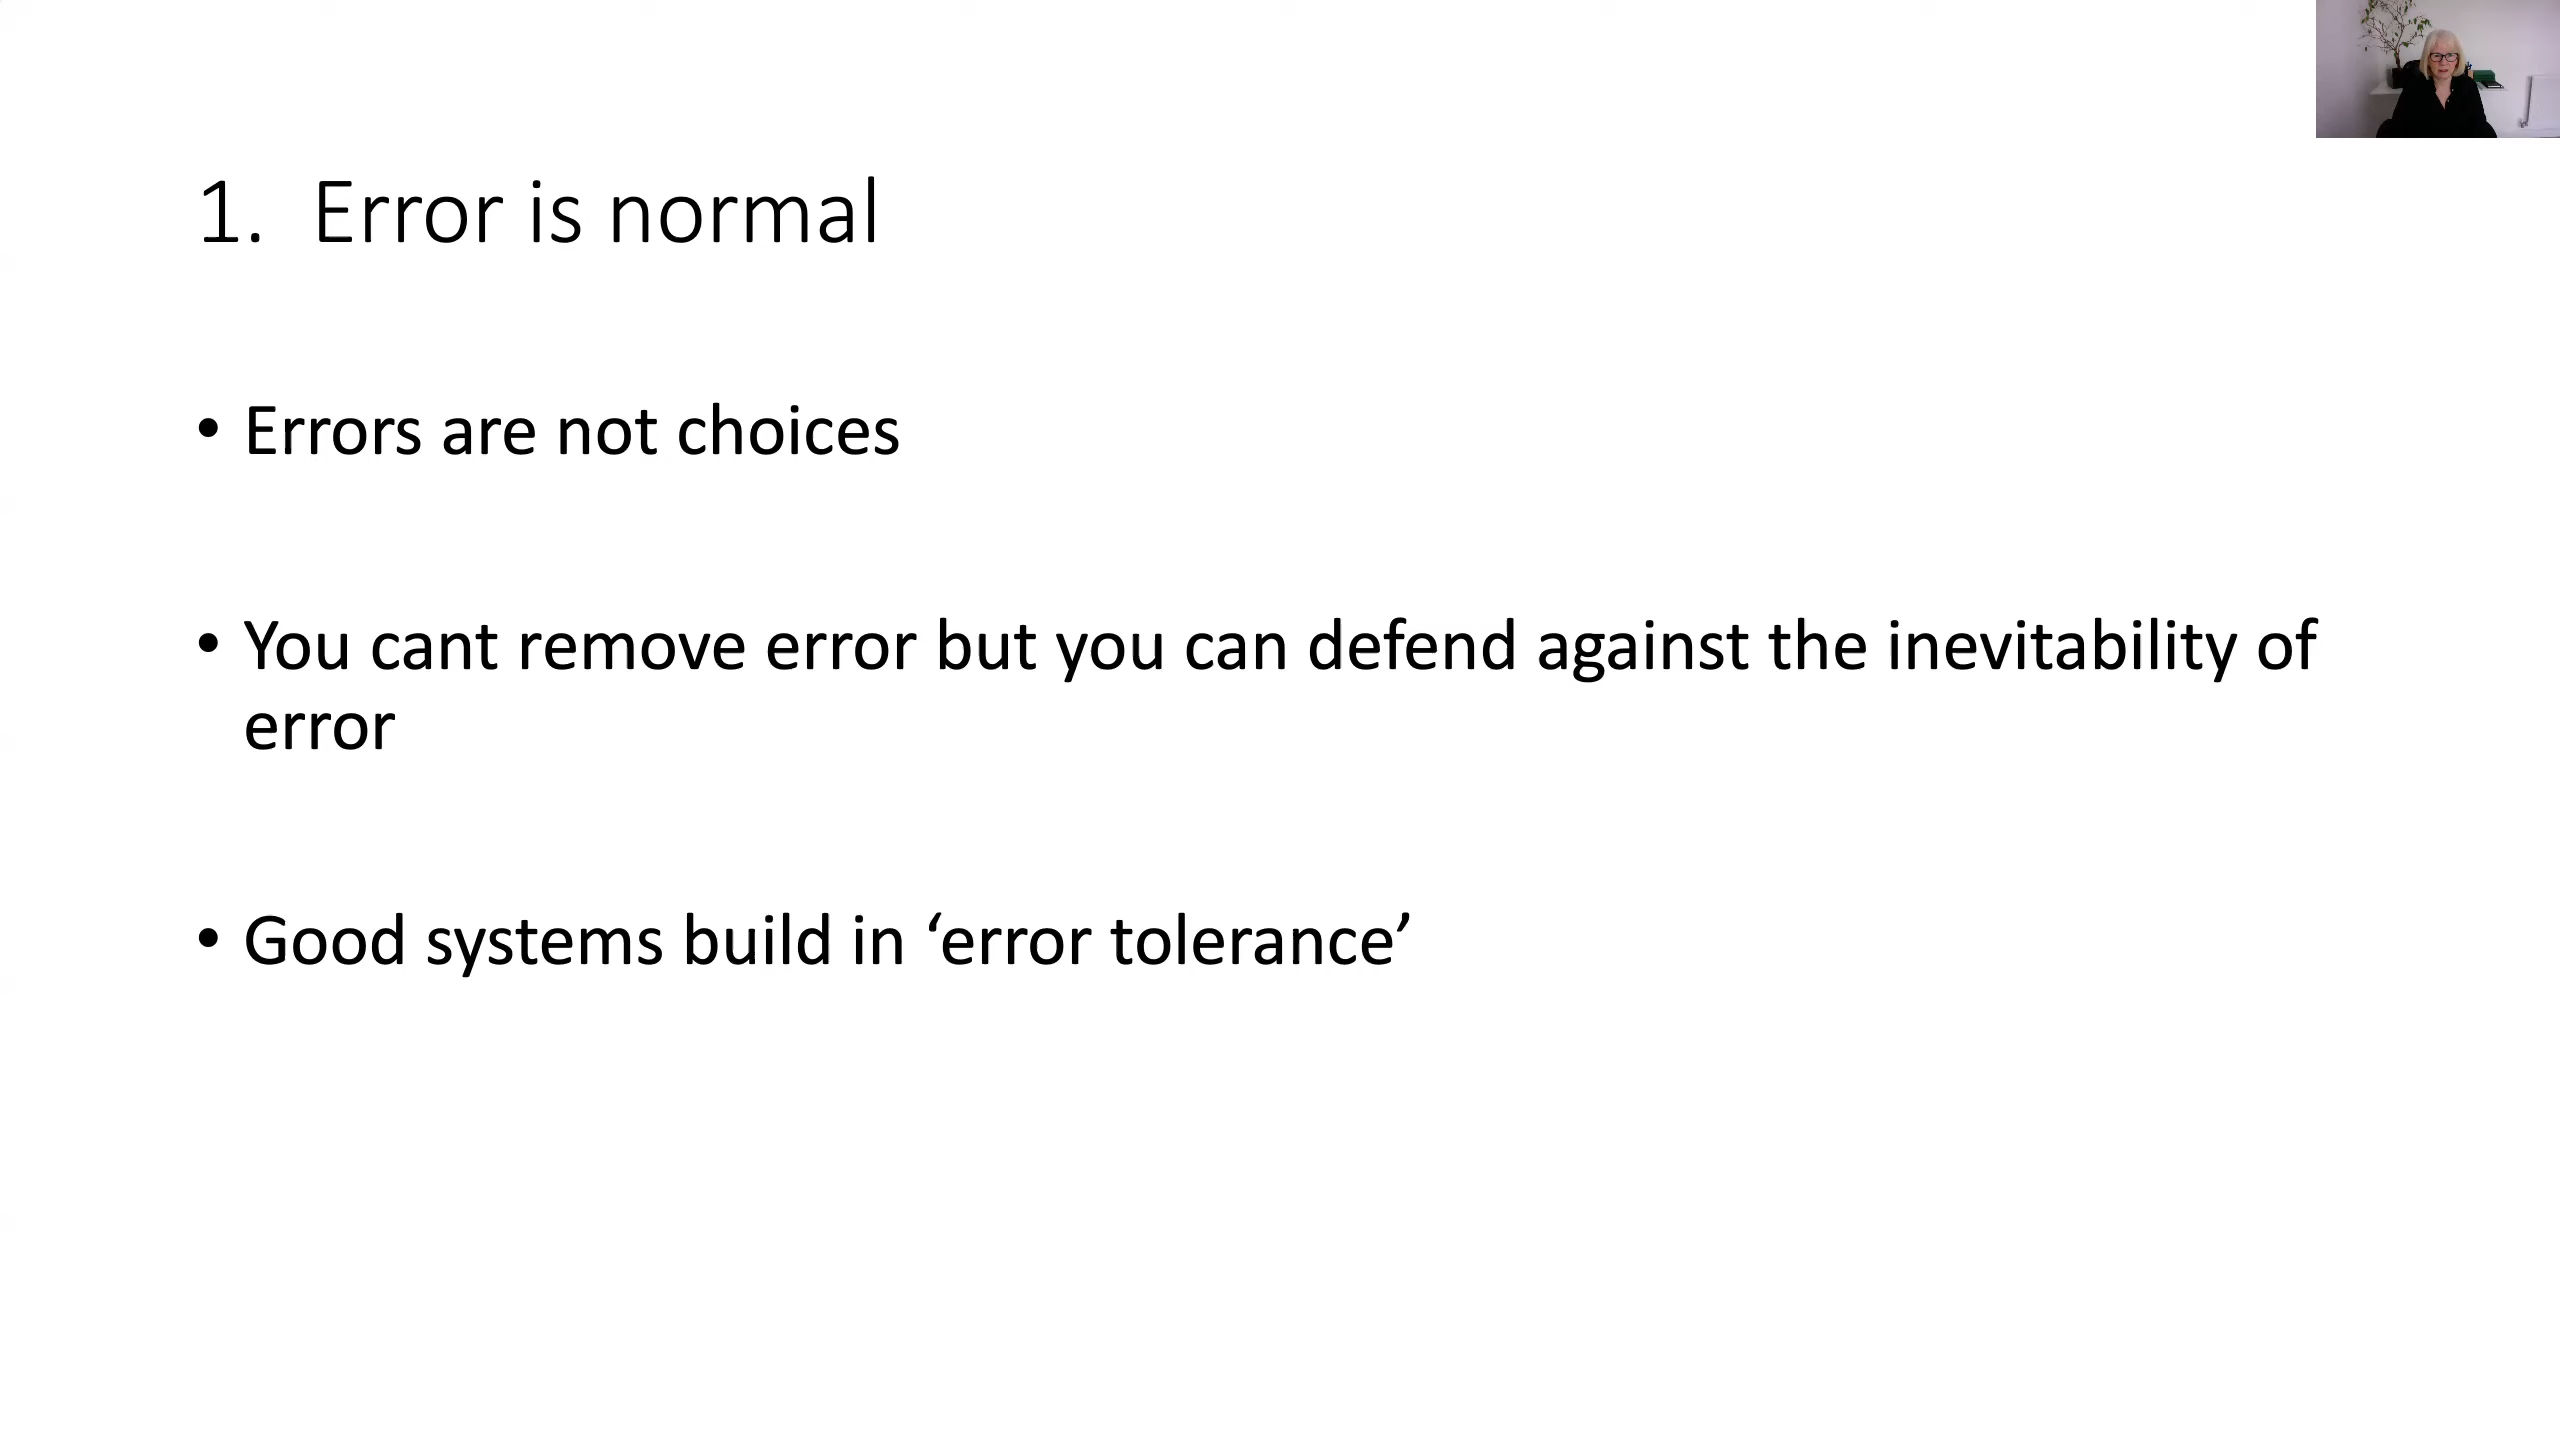 1. Error is normal
• Errors are not choices
• You cant remove error but you can defend against the inevitability of
error
• Good systems build in ‘error tolerance’